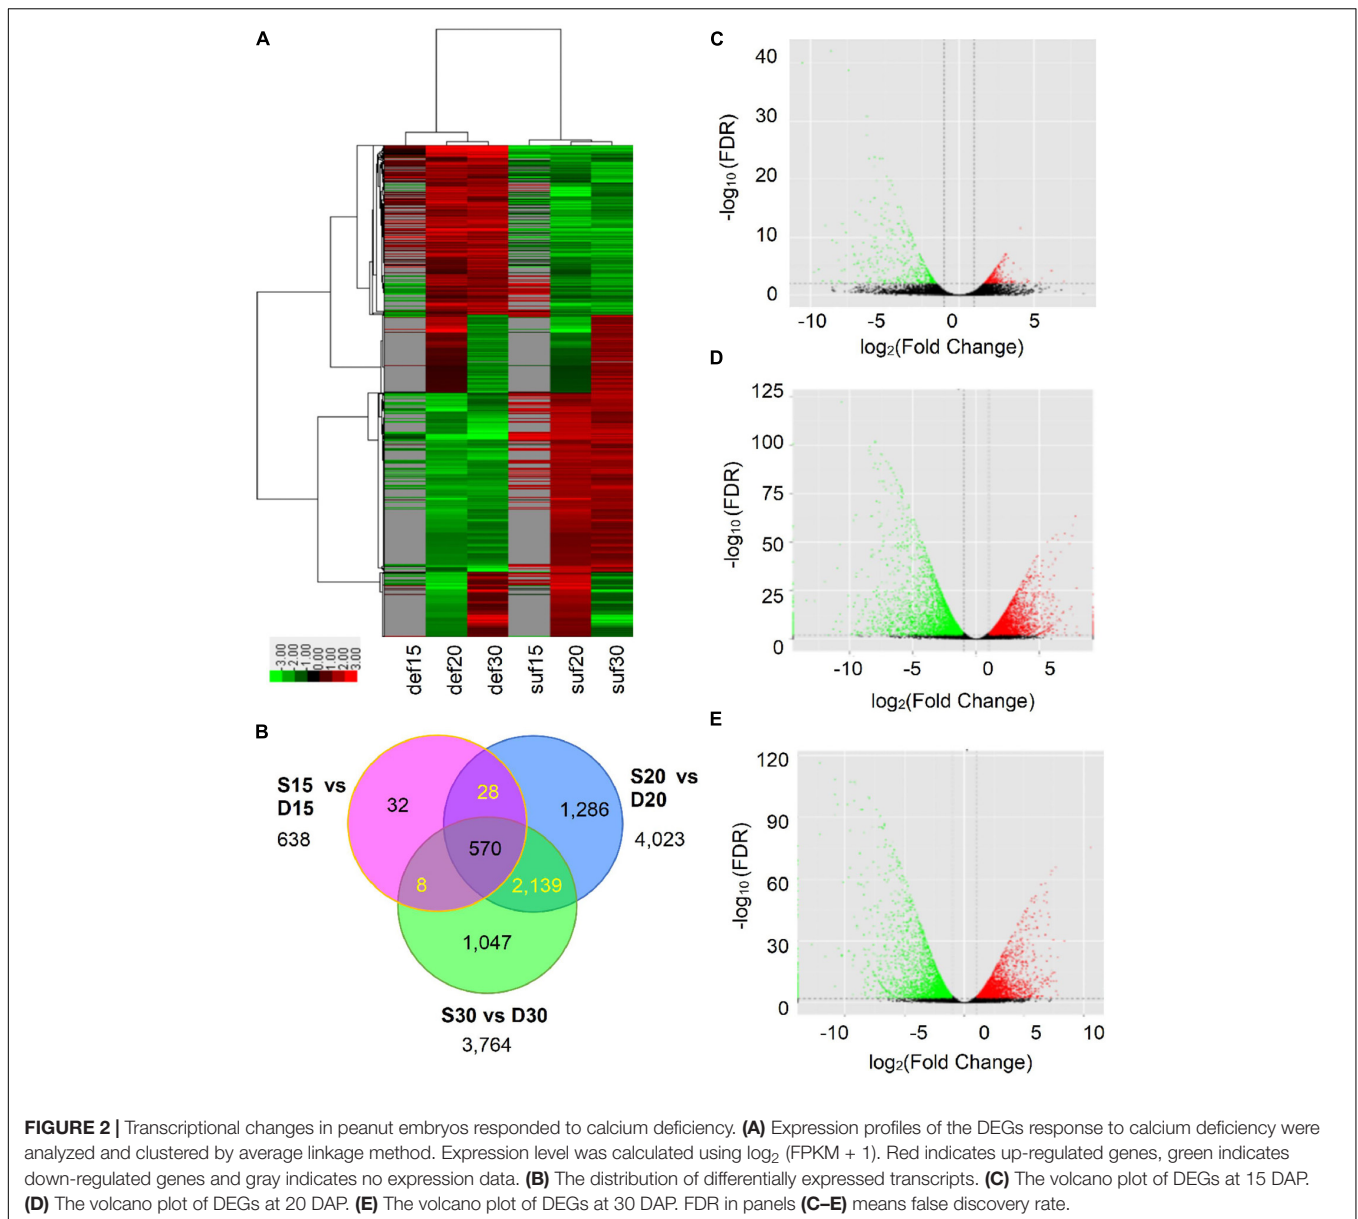 A
-3.00
-2.00
-1.00
0.00
1.00
2.00
3.00
def15
def20
def30
suf15
suf20
suf30
B
S15 vs
D15
638
32
28
1,286
S20 vs
D20
4,023
570
8
2,139
1,047
S30 vs D30
3,764
C
40
30
20
10
0
-log10 (FDR)
-10
-5
0
5
log2(Fold Change)
D
125
100
75
50
25
0
-log10 (FDR)
-10
-5
0
5
log2(Fold Change)
E
120
90
60
30
0
-log10 (FDR)
-10
-5
0
5
10
log2(Fold Change)
FIGURE 2 | Transcriptional changes in peanut embryos responded to calcium deficiency. (A) Expression profiles of the DEGs response to calcium deficiency were
analyzed and clustered by average linkage method. Expression level was calculated using log2 (FPKM + 1). Red indicates up-regulated genes, green indicates
down-regulated genes and gray indicates no expression data. (B) The distribution of differentially expressed transcripts. (C) The volcano plot of DEGs at 15 DAP.
(D) The volcano plot of DEGs at 20 DAP. (E) The volcano plot of DEGs at 30 DAP. FDR in panels (C–E) means false discovery rate.